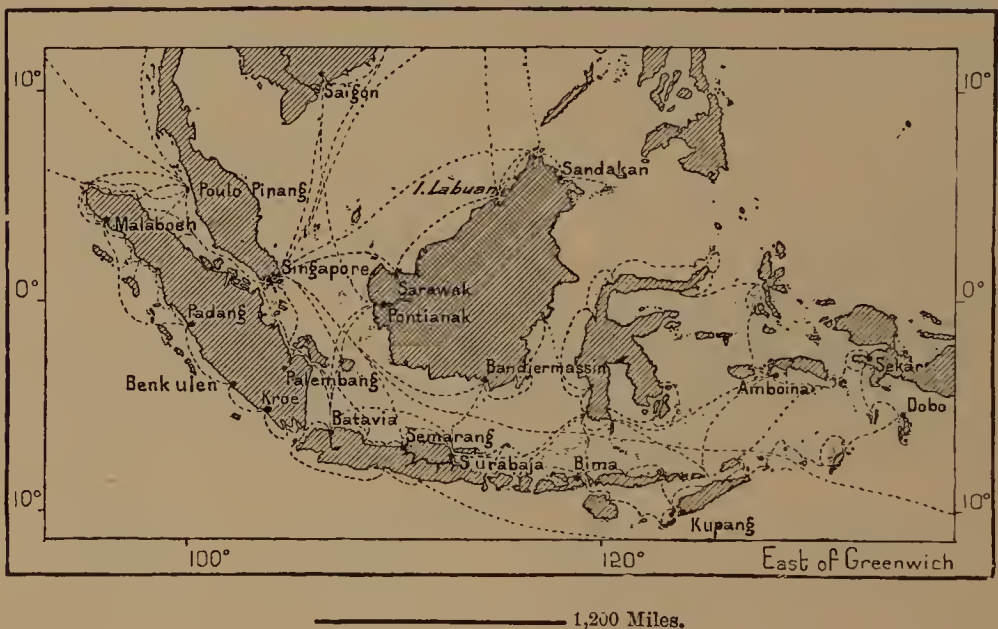 10° 10°
Saigon
Sandakan
I. Labuan
Poulo Pinang
Malaboeh
Singapore
0° 0°
Sarawak
Padang
Pontianak
Sekar
Bandjermassin
Palembang
Amboina
Benkulen
Kroe
Dobo
Batavia
Semarang
Surabaja
Bima
10° 10°
Kupang
100° 120°
East of Greenwich
1,200 Miles.